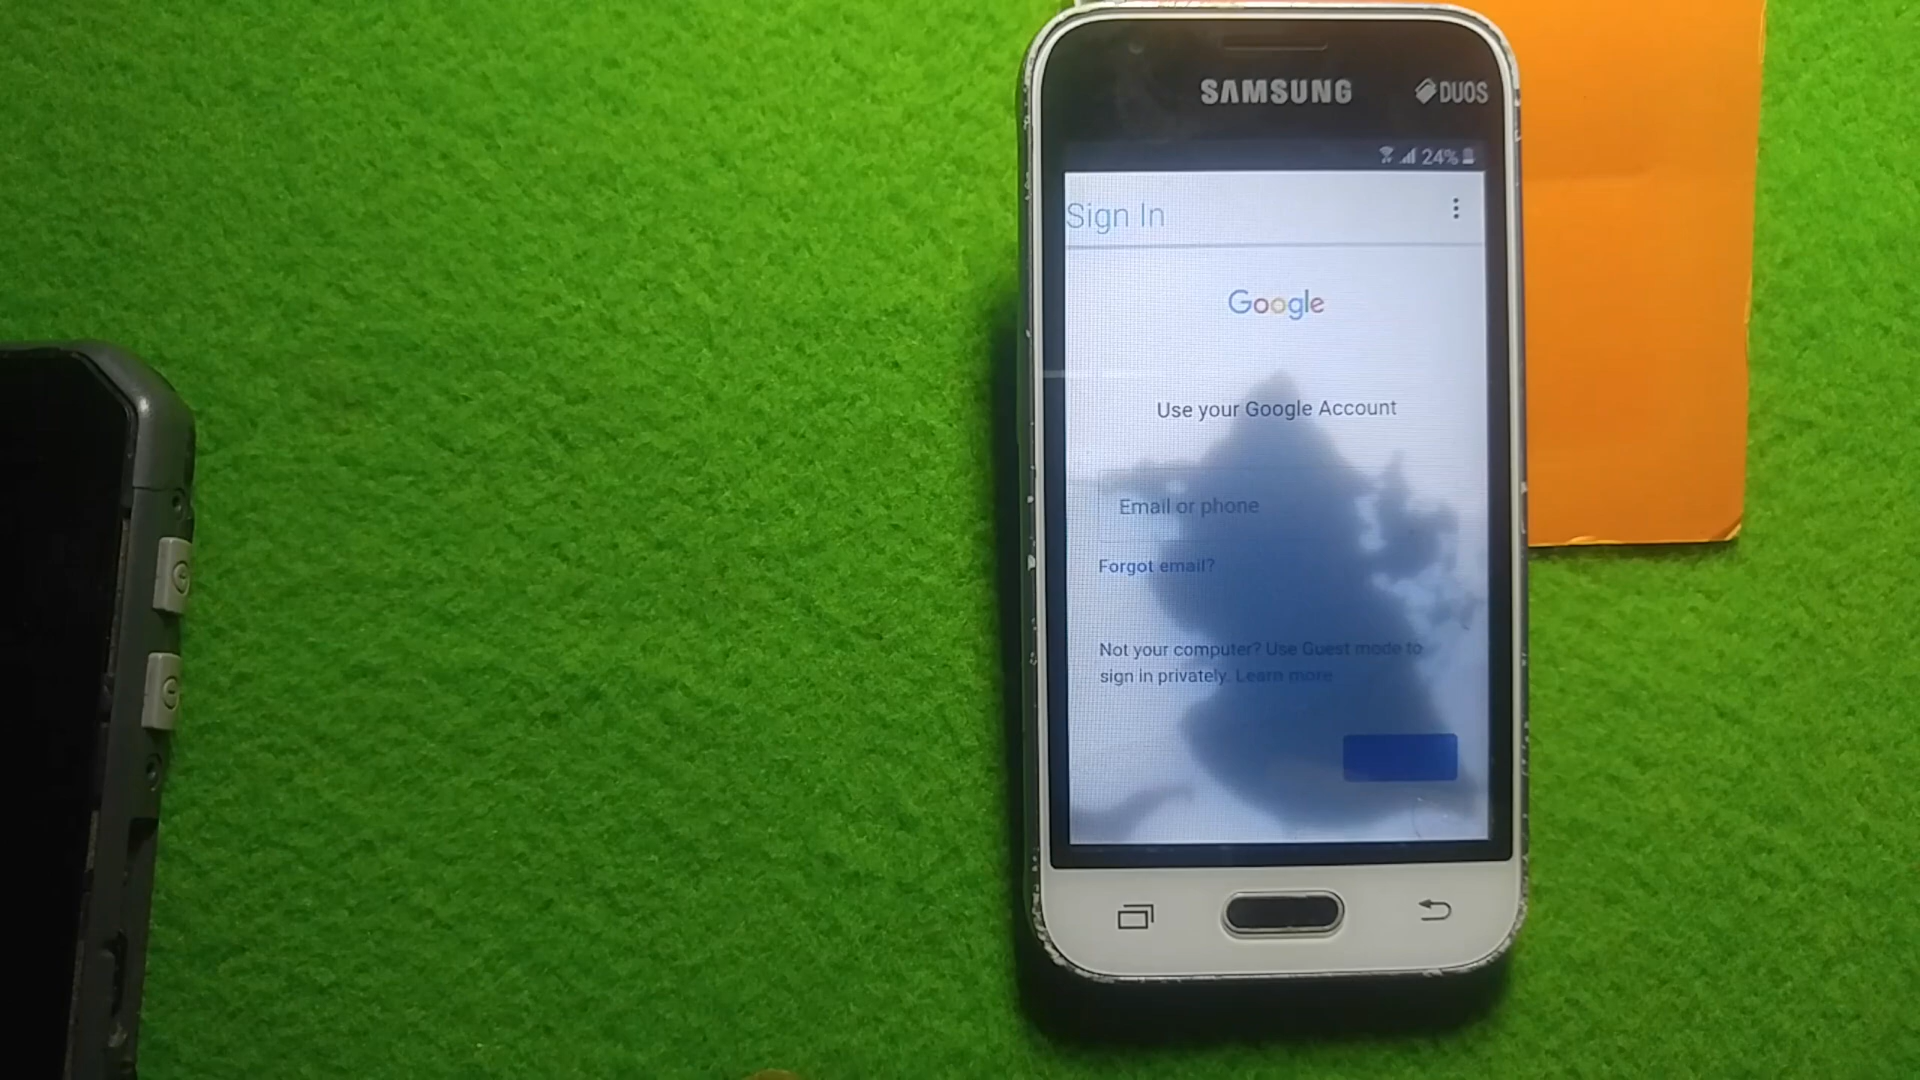 SAMSUNG
DUOS
24%
Sign In
Google
Use your Google Account
Email or phone
Forgot email?
Not your computer? Use Guest mode to
sign in privately. Learn more